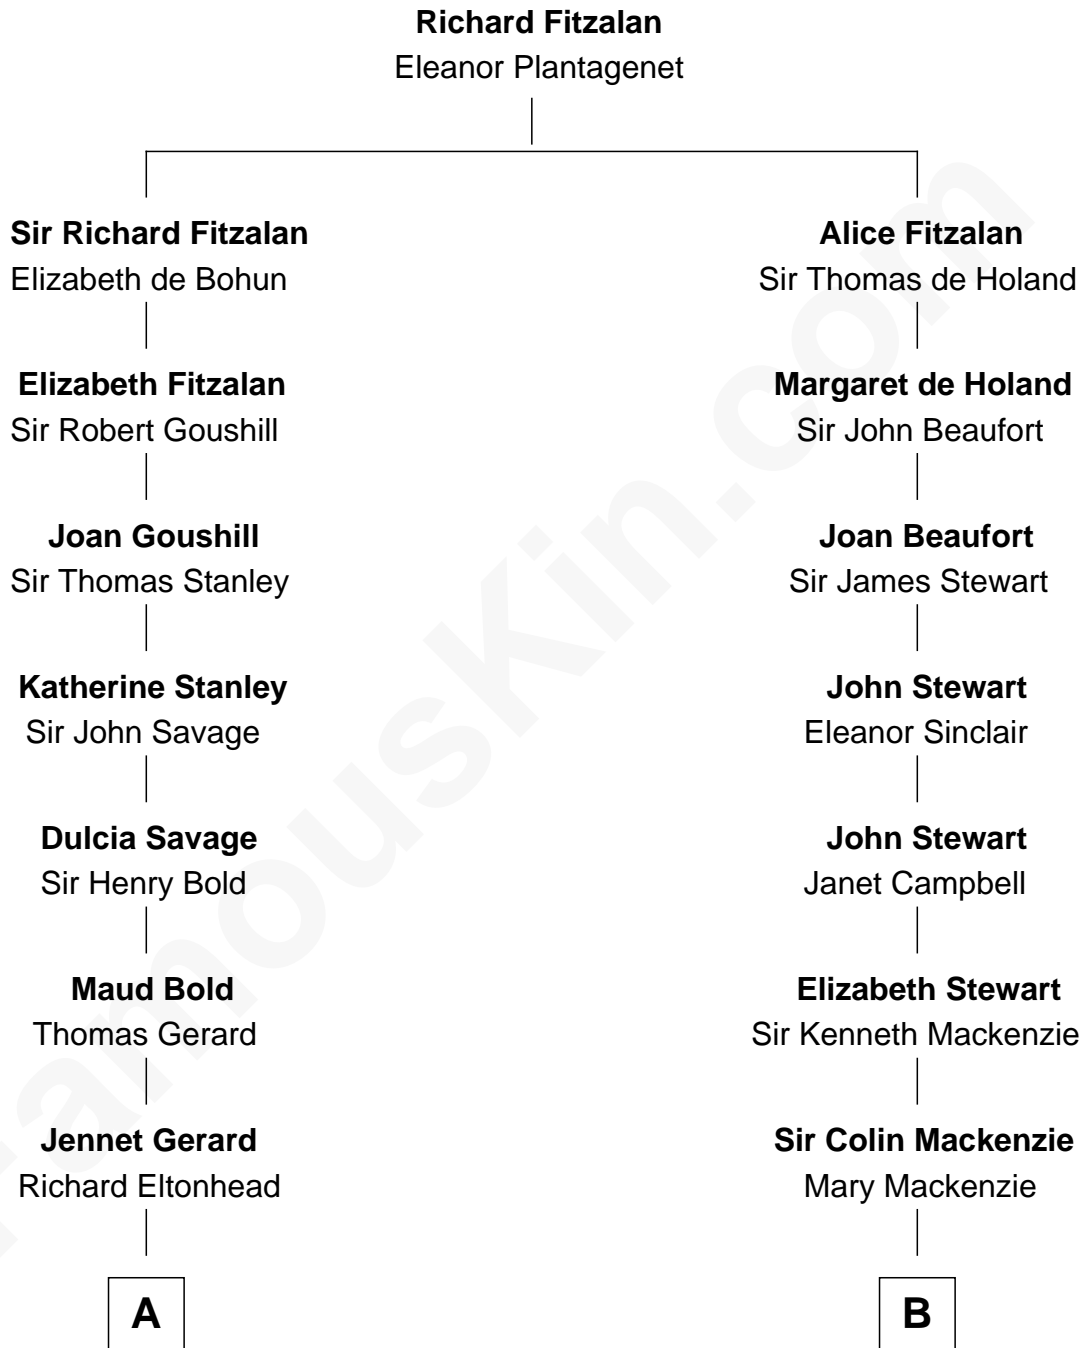 Richard Fitzalan
Eleanor Plantagenet
Sir Richard Fitzalan
Elizabeth de Bohun
Alice Fitzalan
Sir Thomas de Holand
Elizabeth Fitzalan
Sir Robert Goushill
Margaret de Holand
Sir John Beaufort
Joan Goushill
Sir Thomas Stanley
Joan Beaufort
Sir James Stewart
Katherine Stanley
Sir John Savage
John Stewart
Eleanor Sinclair
Dulcia Savage
Sir Henry Bold
John Stewart
Janet Campbell
Maud Bold
Thomas Gerard
Elizabeth Stewart
Sir Kenneth Mackenzie
Jennet Gerard
Richard Eltonhead
Sir Colin Mackenzie
Mary Mackenzie
A
B
FamousKin.com